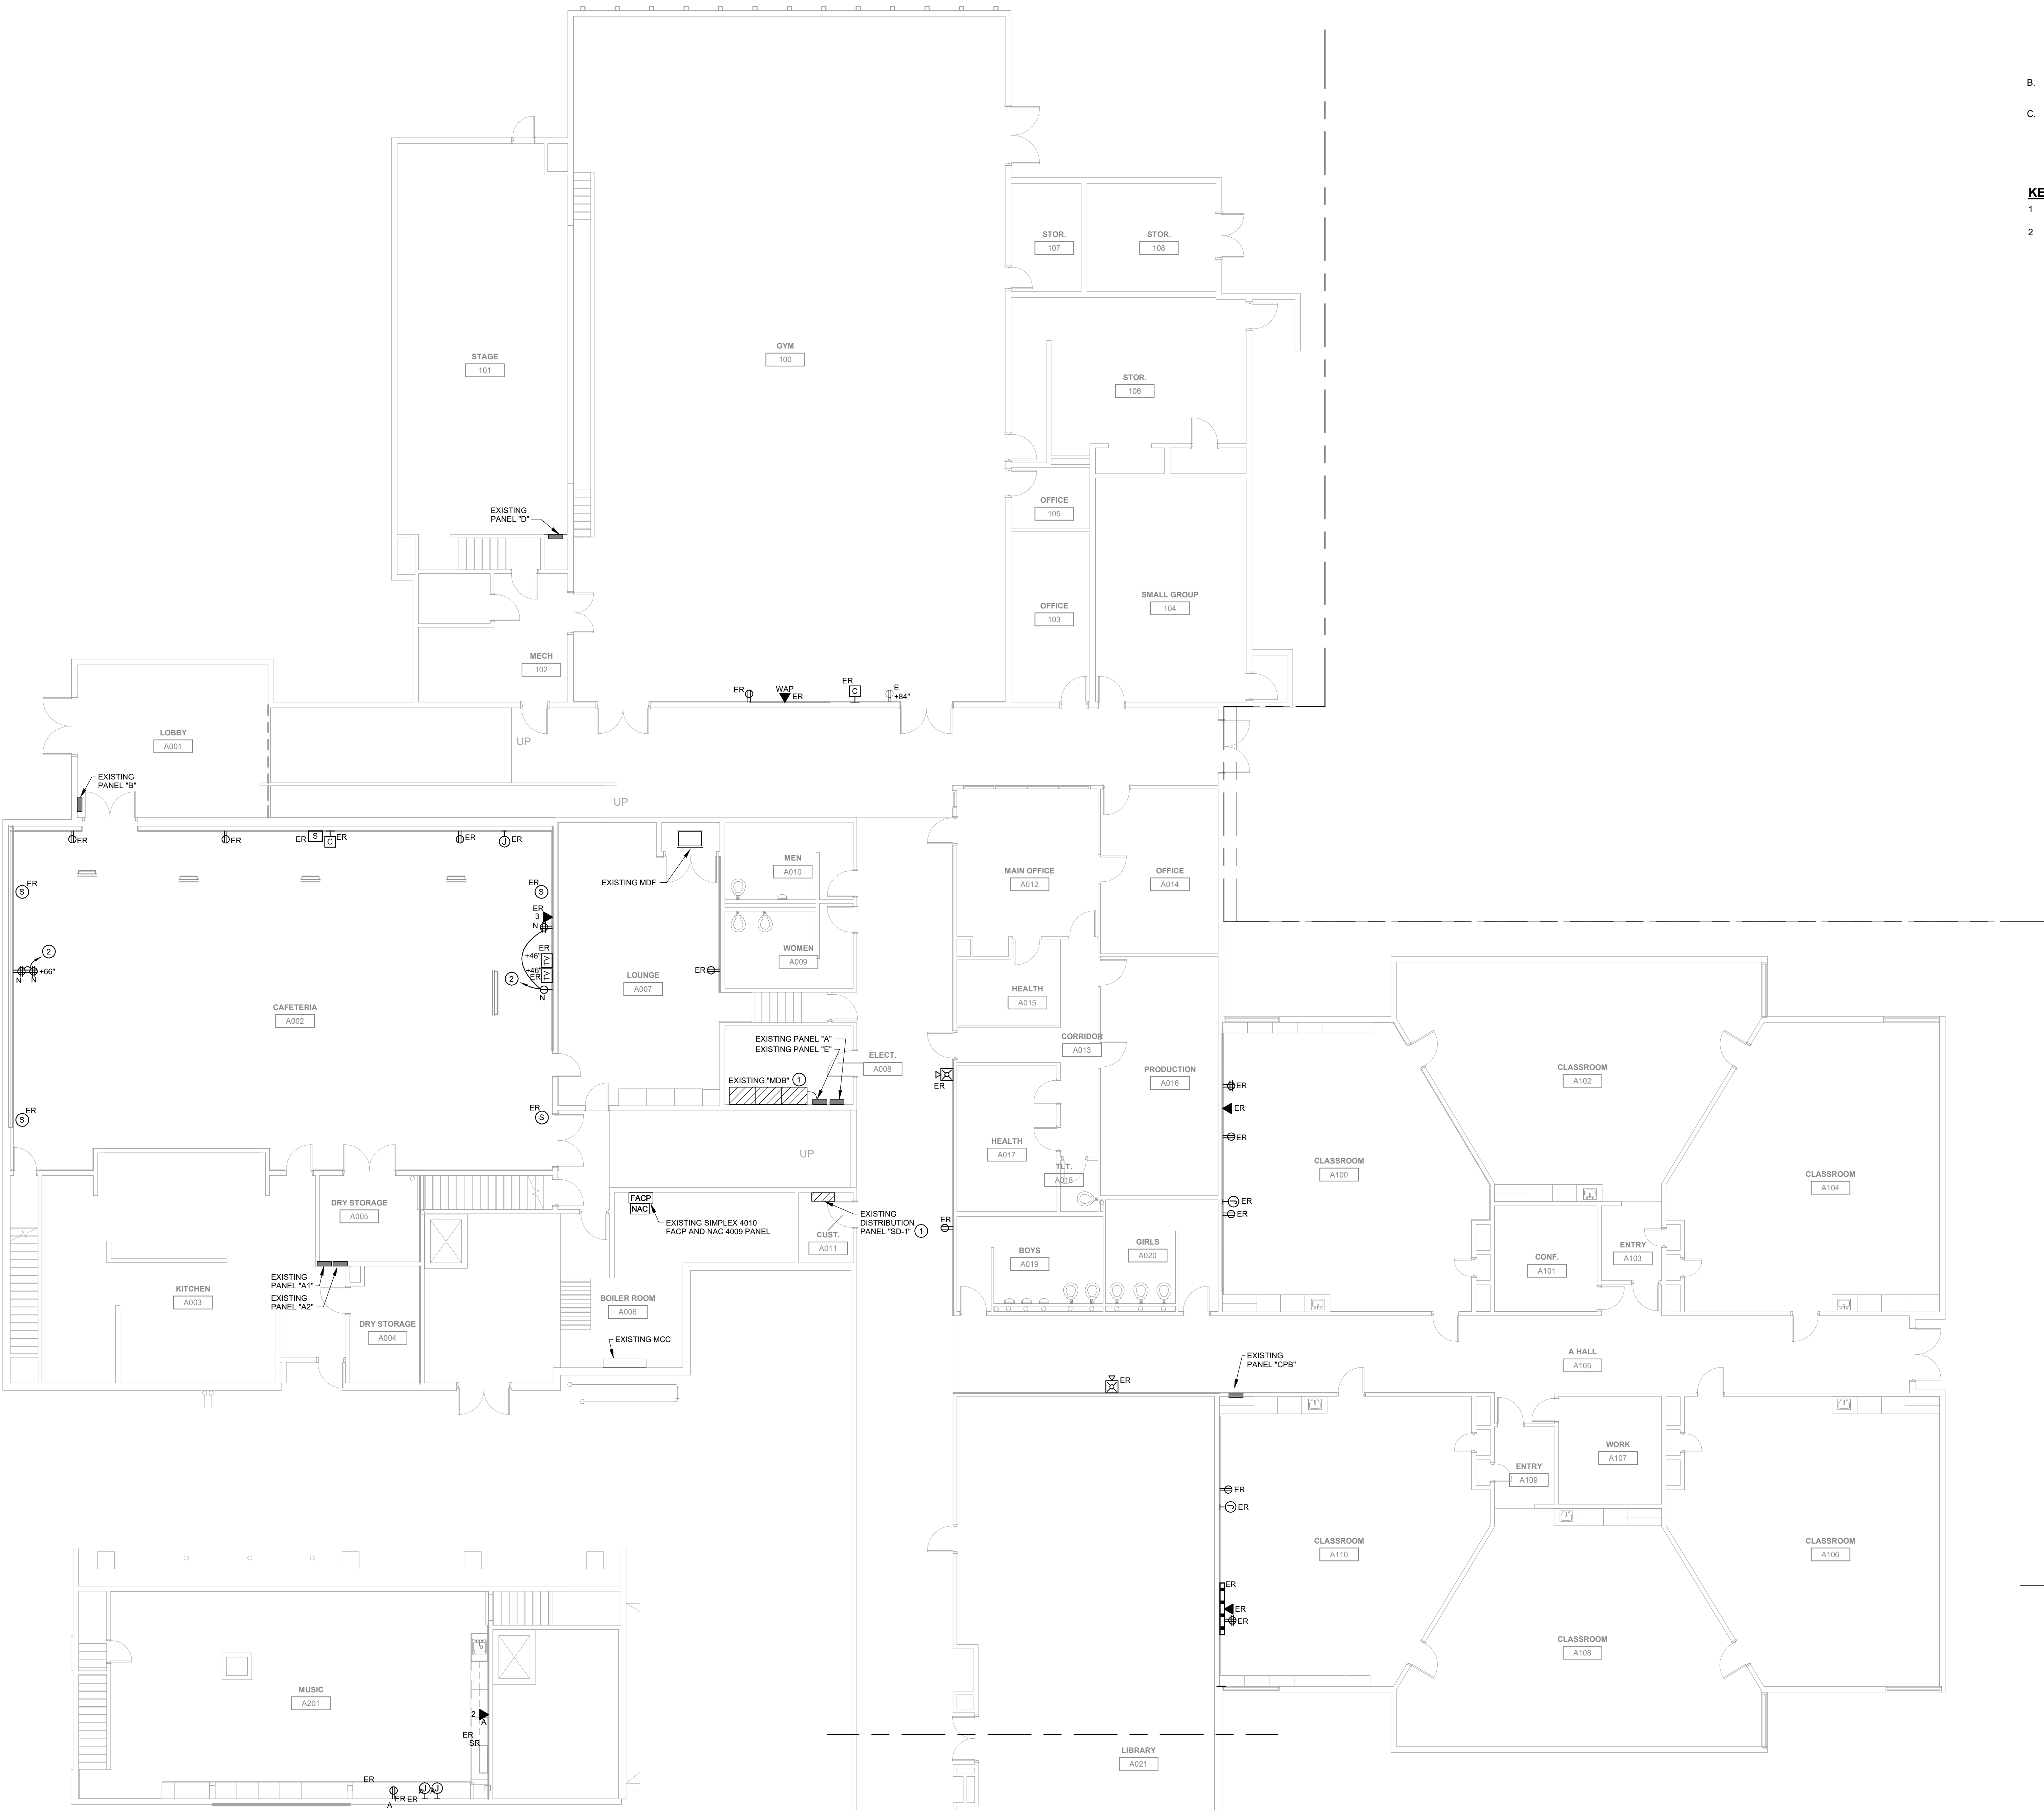 B.
C.
KE
1
2
STOR.
107
STOR.
108
GYM
100
STAGE
101
STOR.
106
EXISTING
PANEL "D"
OFFICE
105
OFFICE
103
SMALL GROUP
104
MECH
102
ER
WAP
ER
ER
C
E
+84"
LOBBY
A001
UP
UP
EXISTING
PANEL "B"
ER
ER
ER
S
C
ER
ER
J
ER
EXISTING MDF
MEN
A010
MAIN OFFICE
A012
OFFICE
A014
ER
S
ER
S
ER
3
N
2
+66"
N
N
ER
+46"
TV
+46"
ER
TV
2
N
CAFETERIA
A002
LOUNGE
A007
ER
WOMEN
A009
HEALTH
A015
CORRIDOR
A013
EXISTING PANEL "A"
EXISTING PANEL "E"
ELECT.
A008
EXISTING "MDB"
1
ER
PRODUCTION
A016
CLASSROOM
A102
ER
ER
ER
ER
S
ER
S
UP
HEALTH
A017
TLT.
A018
CLASSROOM
A100
CLASSROOM
A104
J
ER
ER
DRY STORAGE
A005
FACP
NAC
EXISTING SIMPLEX 4010
FACP AND NAC 4009 PANEL
EXISTING
DISTRIBUTION
PANEL "SD-1"
1
ER
CUST.
A011
BOYS
A019
GIRLS
A020
CONF.
A101
ENTRY
A103
EXISTING
PANEL "A1"
EXISTING
PANEL "A2"
KITCHEN
A003
DRY STORAGE
A004
BOILER ROOM
A006
EXISTING MCC
A HALL
A105
EXISTING
PANEL "CPB"
ER
WORK
A107
ENTRY
A109
ER
J
ER
CLASSROOM
A110
CLASSROOM
A106
ER
ER
ER
CLASSROOM
A108
MUSIC
A201
2
A
ER
SR
ER
A
ER
ER
J
J
LIBRARY
A021